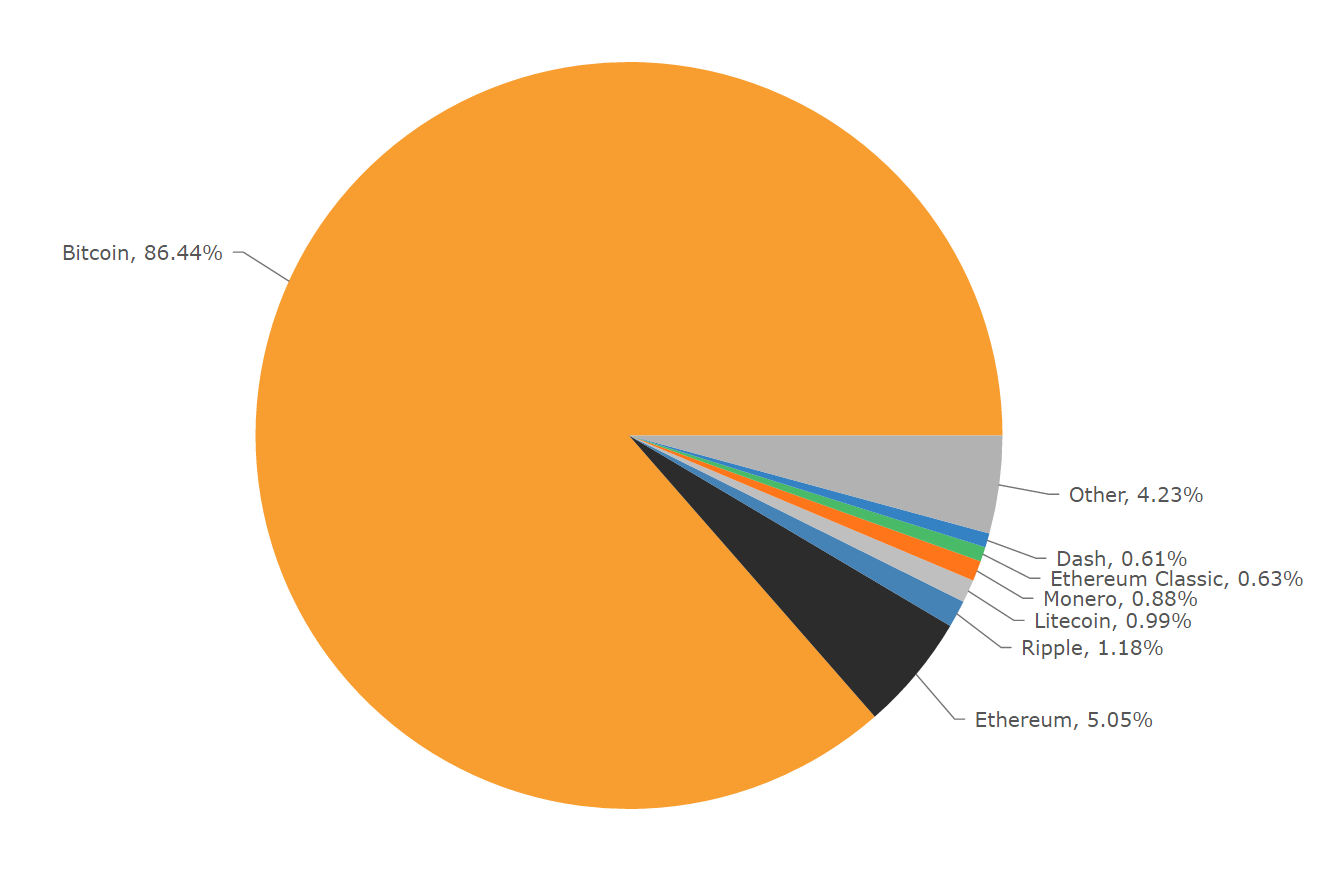 Bitcoin, 86.44%
Other, 4.23%
Dash, 0.61%
Ethereum Classic, 0.63%
Monero, 0.88%
Litecoin, 0.99%
Ripple, 1.18%
Ethereum, 5.05%